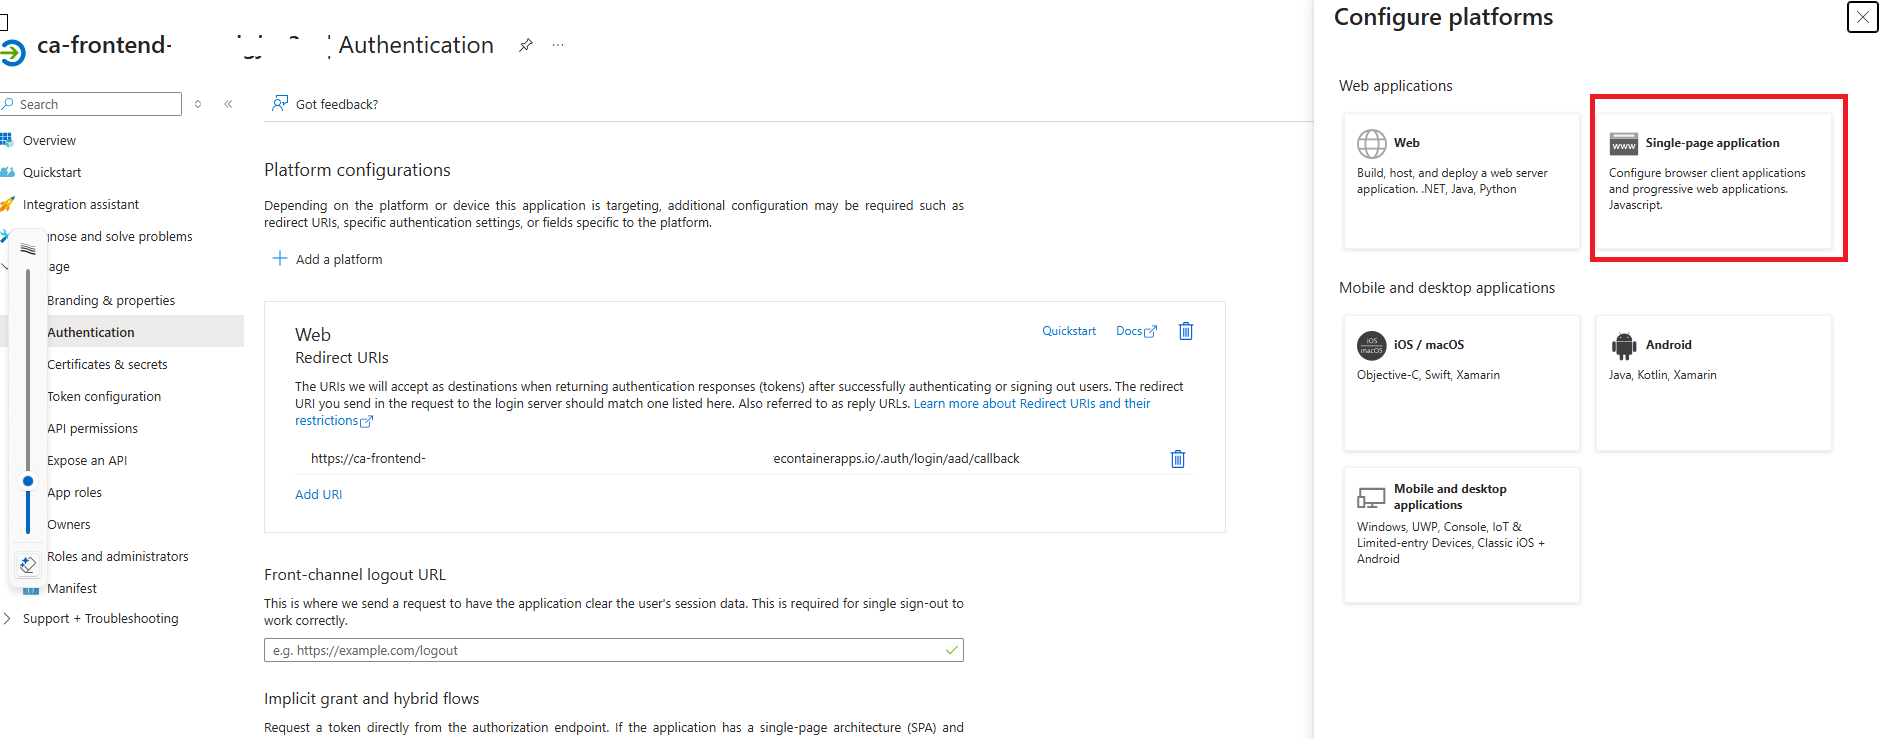 ca-frontend-
| Authentication
Search
Overview
Quickstart
Integration assistant
nose and solve problems
age
Branding & properties
Authentication
Certificates & secrets
Token configuration
API permissions
Expose an API
App roles
Owners
Roles and administrators
Manifest
Support + Troubleshooting
Got feedback?
Platform configurations
Depending on the platform or device this application is targeting, additional configuration may be required such as
redirect URIs, specific authentication settings, or fields specific to the platform.
Add a platform
Web
Quickstart
Docs
Redirect URIs
The URIs we will accept as destinations when returning authentication responses (tokens) after successfully authenticating or signing out users. The redirect
URI you send in the request to the login server should match one listed here. Also referred to as reply URLs. Learn more about Redirect URIs and their
restrictions
https://ca-frontend-
econtainerapps.io/.auth/login/aad/callback
Add URI
Front-channel logout URL
This is where we send a request to have the application clear the user's session data. This is required for single sign-out to
work correctly.
e.g. https://example.com/logout
Implicit grant and hybrid flows
Request a token directly from the authorization endpoint. If the application has a single-page architecture (SPA) and
Configure platforms
Web applications
Web
Build, host, and deploy a web server
application. .NET, Java, Python
www
Single-page application
Configure browser client applications
and progressive web applications.
Javascript.
Mobile and desktop applications
iOS
macOS
iOS / macOS
Objective-C, Swift, Xamarin
Android
Java, Kotlin, Xamarin
Mobile and desktop
applications
Windows, UWP, Console, IoT &
Limited-entry Devices, Classic iOS +
Android